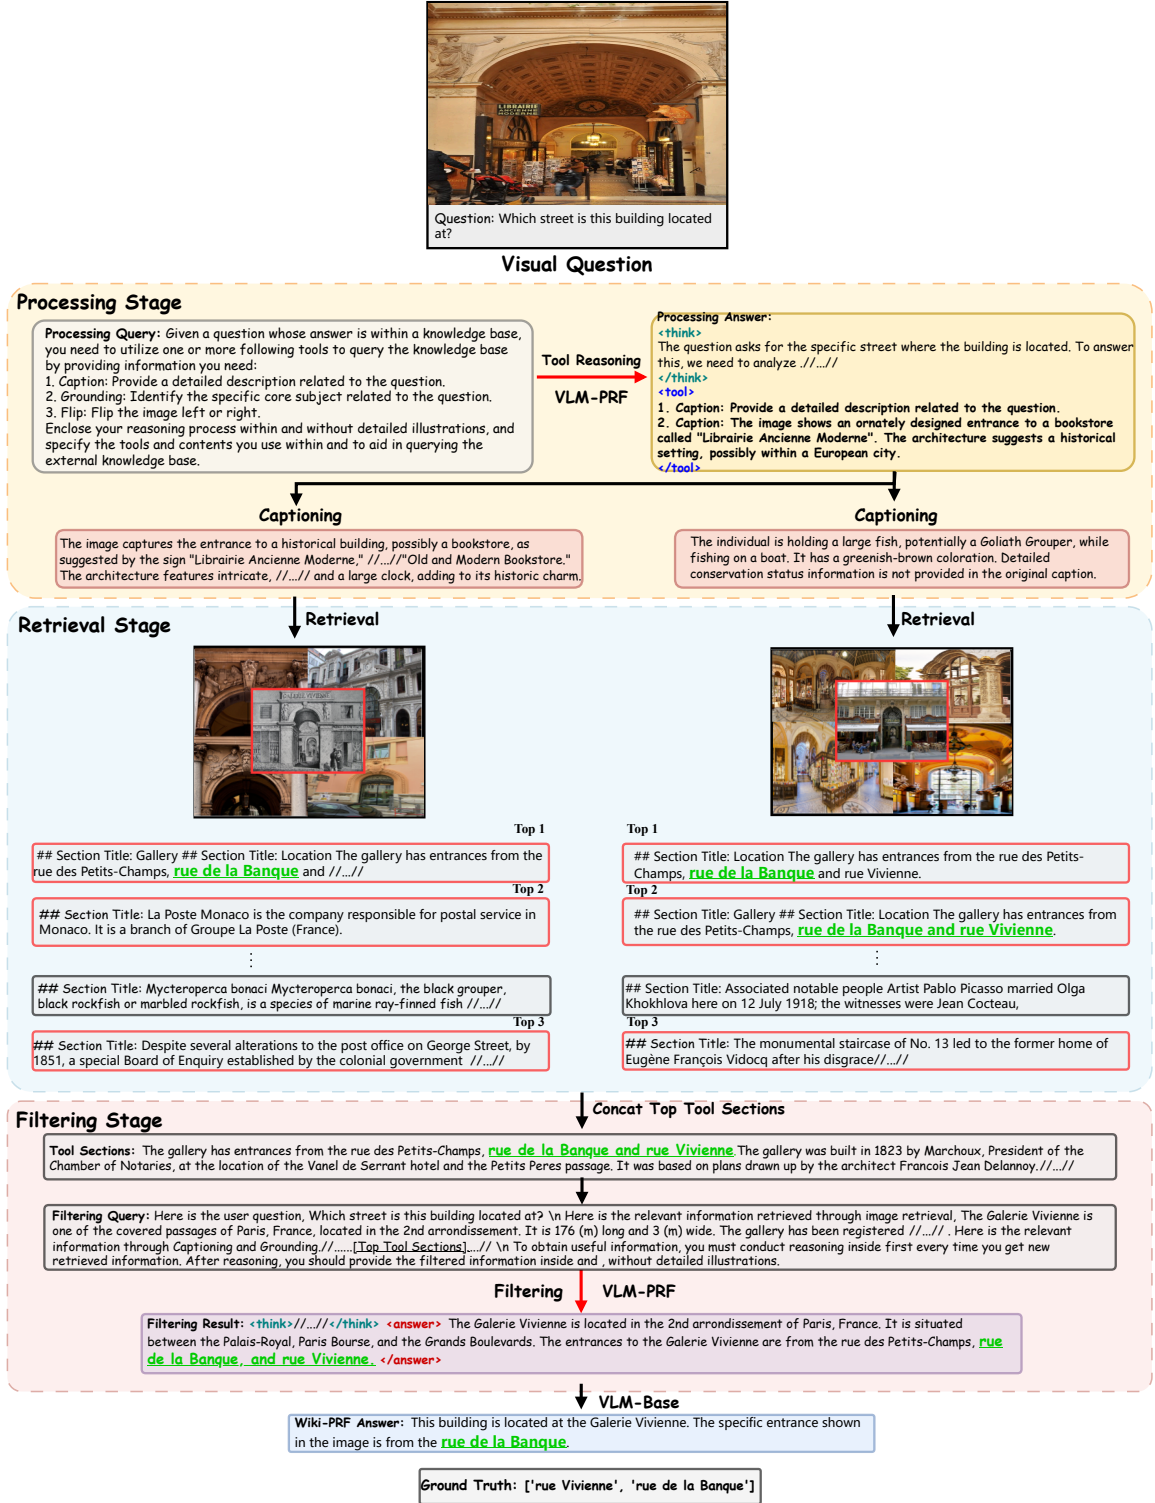 LIBRAIRIE
ANCIENNE
MODERNE
Question: Which street is this building located
at?
Visual Question
Processing Stage
Processing Query: Given a question whose answer is within a knowledge base,
you need to utilize one or more following tools to query the knowledge base
by providing information you need:
1. Caption: Provide a detailed description related to the question.
2. Grounding: Identify the specific core subject related to the question.
3. Flip: Flip the image left or right.
Enclose your reasoning process within and without detailed illustrations, and
specify the tools and contents you use within and to aid in querying the
external knowledge base.
Tool Reasoning
VLM-PRF
Processing Answer:
<think>
The question asks for the specific street where the building is located. To answer
this, we need to analyze .//...//
</think>
<tool>
1. Caption: Provide a detailed description related to the question.
2. Caption: The image shows an ornately designed entrance to a bookstore
called "Librairie Ancienne Moderne". The architecture suggests a historical
setting, possibly within a European city.
</tool>
Captioning
The image captures the entrance to a historical building, possibly a bookstore, as
suggested by the sign "Librairie Ancienne Moderne," //...//"Old and Modern Bookstore."
The architecture features intricate, //...// and a large clock, adding to its historic charm.
Captioning
The individual is holding a large fish, potentially a Goliath Grouper, while
fishing on a boat. It has a greenish-brown coloration. Detailed
conservation status information is not provided in the original caption.
Retrieval Stage
Retrieval
Retrieval
Top 1
## Section Title: Gallery ## Section Title: Location The gallery has entrances from the
rue des Petits-Champs, rue de la Banque and //...//
Top 2
## Section Title: La Poste Monaco is the company responsible for postal service in
Monaco. It is a branch of Groupe La Poste (France).
⋮
## Section Title: Mycteroperca bonaci Mycteroperca bonaci, the black grouper,
black rockfish or marbled rockfish, is a species of marine ray-finned fish //...//
Top 3
## Section Title: Despite several alterations to the post office on George Street, by
1851, a special Board of Enquiry established by the colonial government //...//
Top 1
## Section Title: Location The gallery has entrances from the rue des Petits-
Champs, rue de la Banque and rue Vivienne.
Top 2
## Section Title: Gallery ## Section Title: Location The gallery has entrances from
the rue des Petits-Champs, rue de la Banque and rue Vivienne.
⋮
## Section Title: Associated notable people Artist Pablo Picasso married Olga
Khokhlova here on 12 July 1918; the witnesses were Jean Cocteau,
Top 3
## Section Title: The monumental staircase of No. 13 led to the former home of
Eugène François Vidocq after his disgrace//...//
Concat Top Tool Sections
Filtering Stage
Tool Sections: The gallery has entrances from the rue des Petits-Champs, rue de la Banque and rue Vivienne.The gallery was built in 1823 by Marchoux, President of the
Chamber of Notaries, at the location of the Vanel de Serrant hotel and the Petits Peres passage. It was based on plans drawn up by the architect Francois Jean Delannoy.//...//
Filtering Query: Here is the user question, Which street is this building located at? \n Here is the relevant information retrieved through image retrieval, The Galerie Vivienne is
one of the covered passages of Paris, France, located in the 2nd arrondissement. It is 176 (m) long and 3 (m) wide. The gallery has been registered //...// . Here is the relevant
information through Captioning and Grounding.//......[Top Tool Sections]....// \n To obtain useful information, you must conduct reasoning inside first every time you get new
retrieved information. After reasoning, you should provide the filtered information inside and , without detailed illustrations.
Filtering
VLM-PRF
Filtering Result: <think>//...//</think> <answer> The Galerie Vivienne is located in the 2nd arrondissement of Paris, France. It is situated
between the Palais-Royal, Paris Bourse, and the Grands Boulevards. The entrances to the Galerie Vivienne are from the rue des Petits-Champs, rue
de la Banque, and rue Vivienne. </answer>
VLM-Base
Wiki-PRF Answer: This building is located at the Galerie Vivienne. The specific entrance shown
in the image is from the rue de la Banque.
Ground Truth: ['rue Vivienne', 'rue de la Banque']